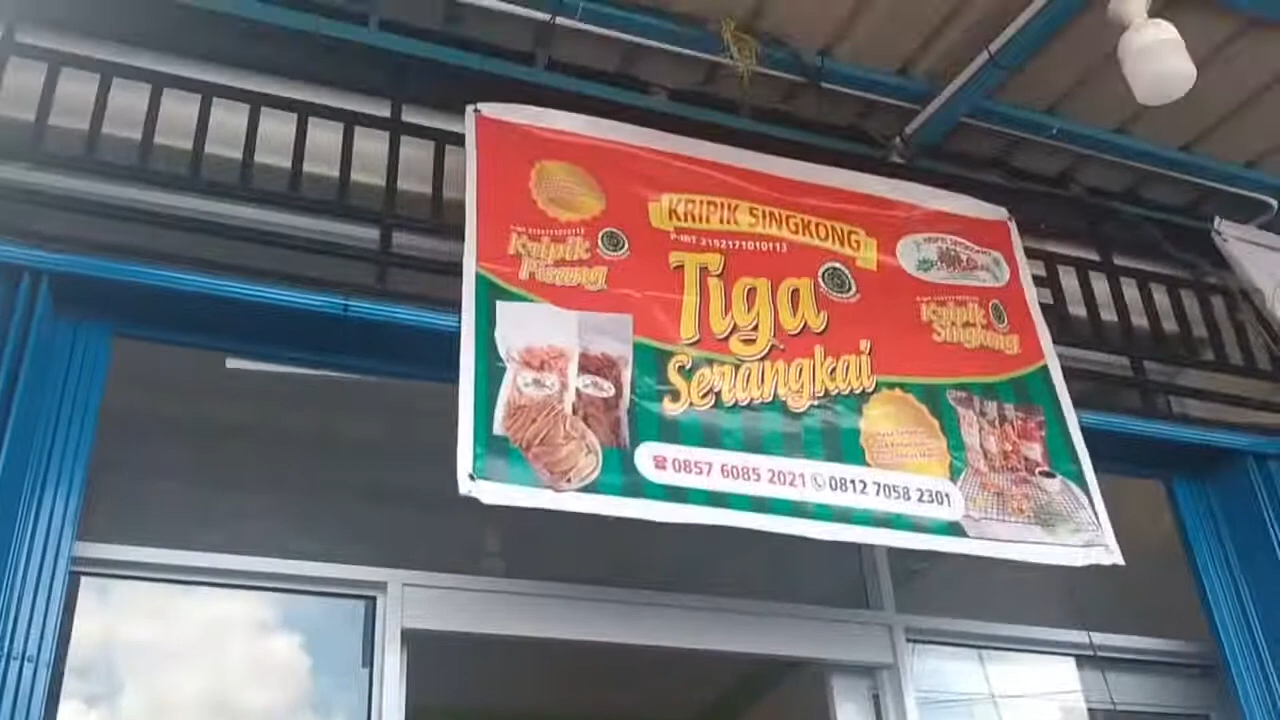 KRIPIK SINGKONG
P-IRT 2152171010113
Tiga
Serangkai
Kripik
Pisang
Kripik
Singkong
0857 6085 2021 0812 7058 2301